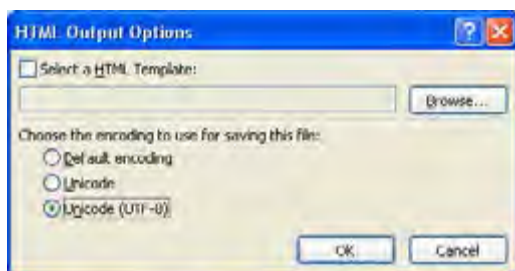 HTML Output Options
Select a HTML Template:
Browse...
Choose the encoding to use for saving this file:
Default encoding
Unicode
Unicode (UTF-8)
OK
Cancel